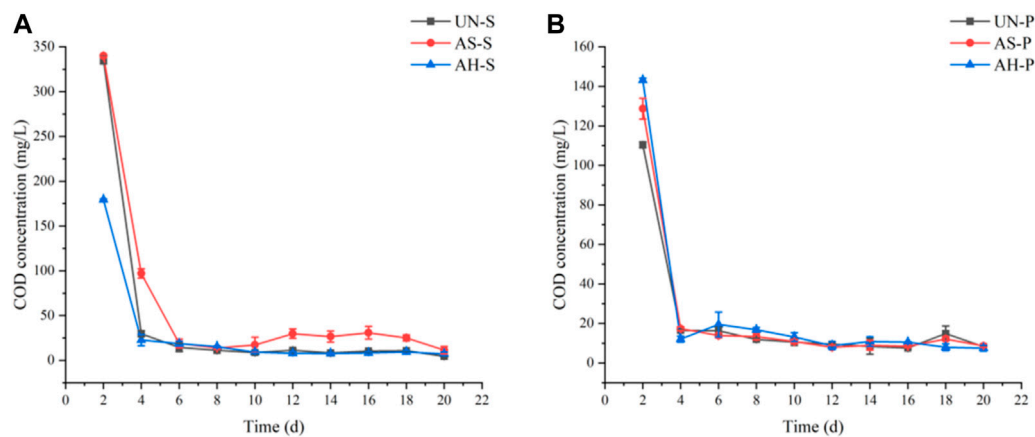 A
UN-S
AS-S
AH-S
350
300
250
200
150
100
50
0
COD concentration (mg/L)
0 2 4 6 8 10 12 14 16 18 20 22
Time (d)
B
UN-P
AS-P
AH-P
160
140
120
100
80
60
40
20
0
COD concentration (mg/L)
0 2 4 6 8 10 12 14 16 18 20 22
Time (d)